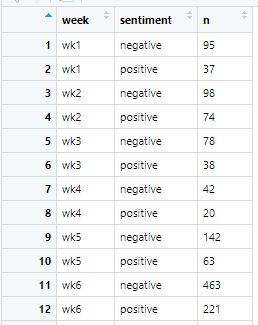 week sentiment n
1 wk1 negative 95
2 wk1 positive 37
3 wk2 negative 98
4 wk2 positive 74
5 wk3 negative 78
6 wk3 positive 38
7 wk4 negative 42
8 wk4 positive 20
9 wk5 negative 142
10 wk5 positive 63
11 wk6 negative 463
12 wk6 positive 221